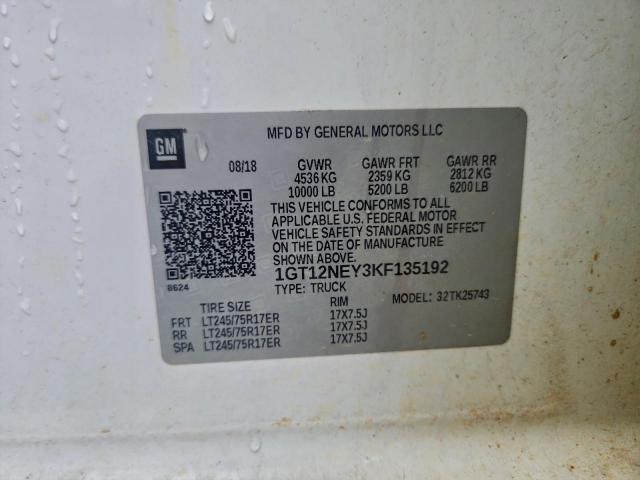 GM
MFD BY GENERAL MOTORS LLC
08/18 GVWR GAWR FRT GAWR RR
4536 KG 2359 KG 2812 KG
10000 LB 5200 LB 6200 LB
THIS VEHICLE CONFORMS TO ALL
APPLICABLE U.S. FEDERAL MOTOR
VEHICLE SAFETY STANDARDS IN EFFECT
ON THE DATE OF MANUFACTURE
SHOWN ABOVE.
1GT12NEY3KF135192
8624 TYPE: TRUCK
MODEL: 32TK25743
TIRE SIZE RIM
FRT LT245/75R17ER 17X7.5J
RR LT245/75R17ER 17X7.5J
SPA LT245/75R17ER 17X7.5J